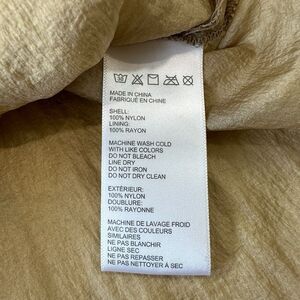 MADE IN CHINA
FABRIQUÉ EN CHINE
SHELL:
100% NYLON
LINING:
100% RAYON
MACHINE WASH COLD
WITH LIKE COLORS
DO NOT BLEACH
LINE DRY
DO NOT IRON
DO NOT DRY CLEAN
EXTÉRIEUR:
100% NYLON
DOUBLURE:
100% RAYONNE
MACHINE DE LAVAGE FROID
AVEC DES COULEURS
SIMILAIRES
NE PAS BLANCHIR
LIGNE SEC
NE PAS REPASSER
NE PAS NETTOYER À SEC